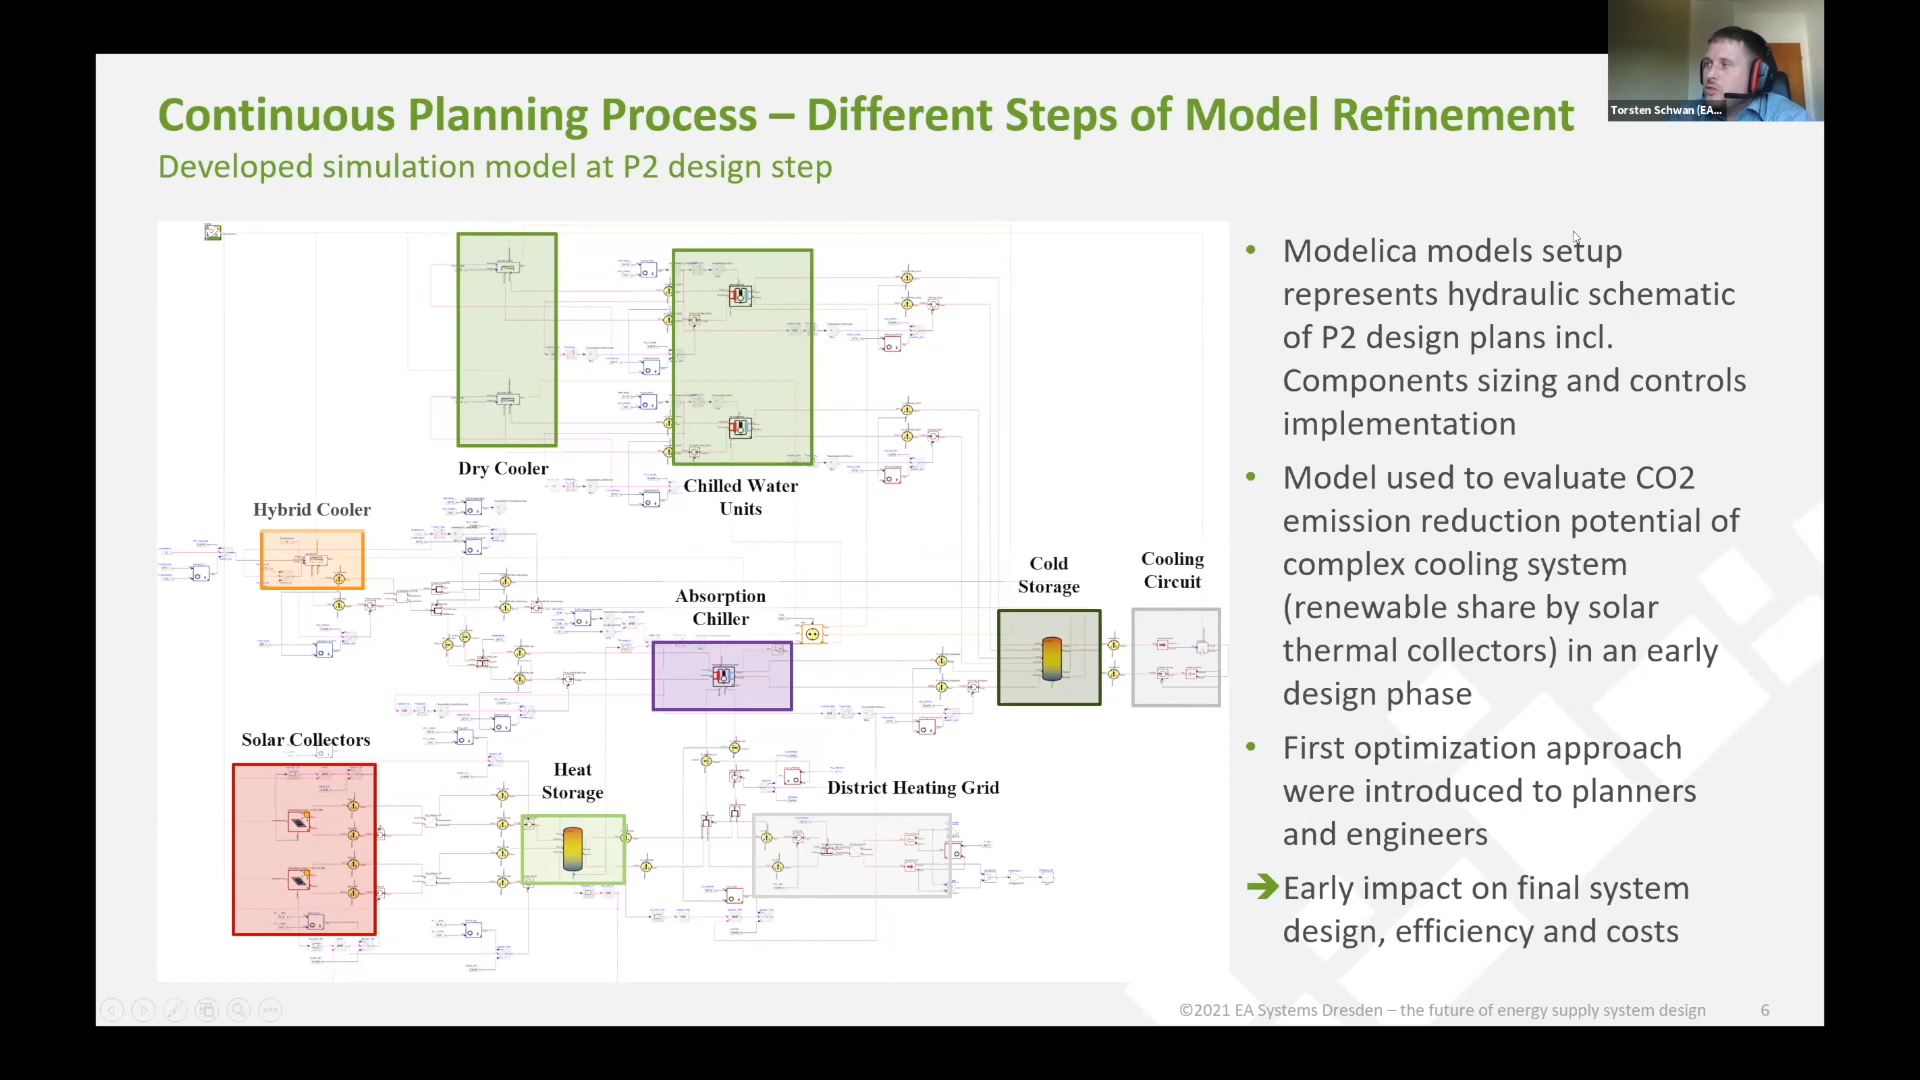 Torsten Schwan (EA...
Continuous Planning Process – Different Steps of Model Refinement
Developed simulation model at P2 design step
Dry Cooler
Chilled Water
Units
Hybrid Cooler
Absorption
Chiller
Cold
Storage
Cooling
Circuit
Solar Collectors
Heat
Storage
District Heating Grid
• Modelica models setup
represents hydraulic schematic
of P2 design plans incl.
Components sizing and controls
implementation
• Model used to evaluate CO2
emission reduction potential of
complex cooling system
(renewable share by solar
thermal collectors) in an early
design phase
• First optimization approach
were introduced to planners
and engineers
➔ Early impact on final system
design, efficiency and costs
©2021 EA Systems Dresden – the future of energy supply system design
6